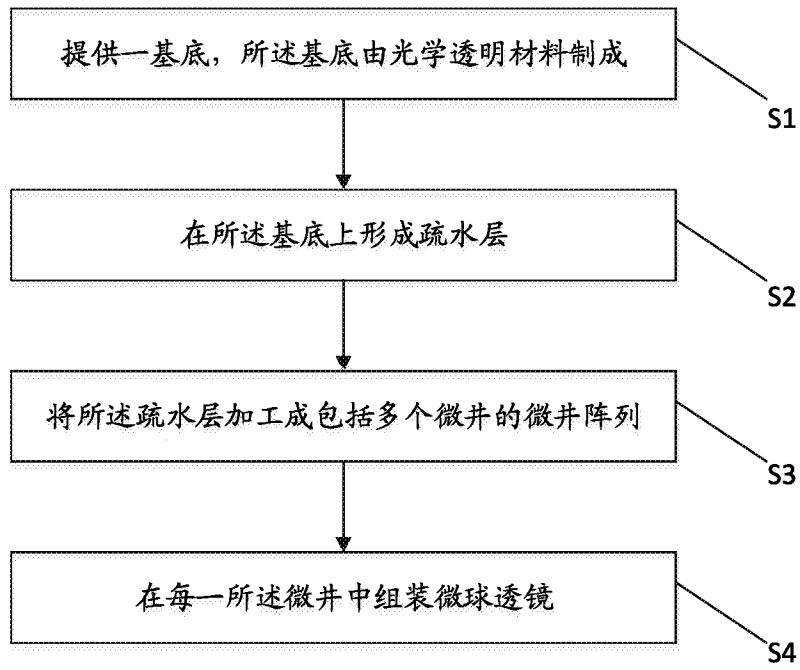 提供一基底，所述基底由光学透明材料制成
S1
在所述基底上形成疏水层
S2
将所述疏水层加工成包括多个微井的微井阵列
S3
在每一所述微井中组装微球透镜
S4